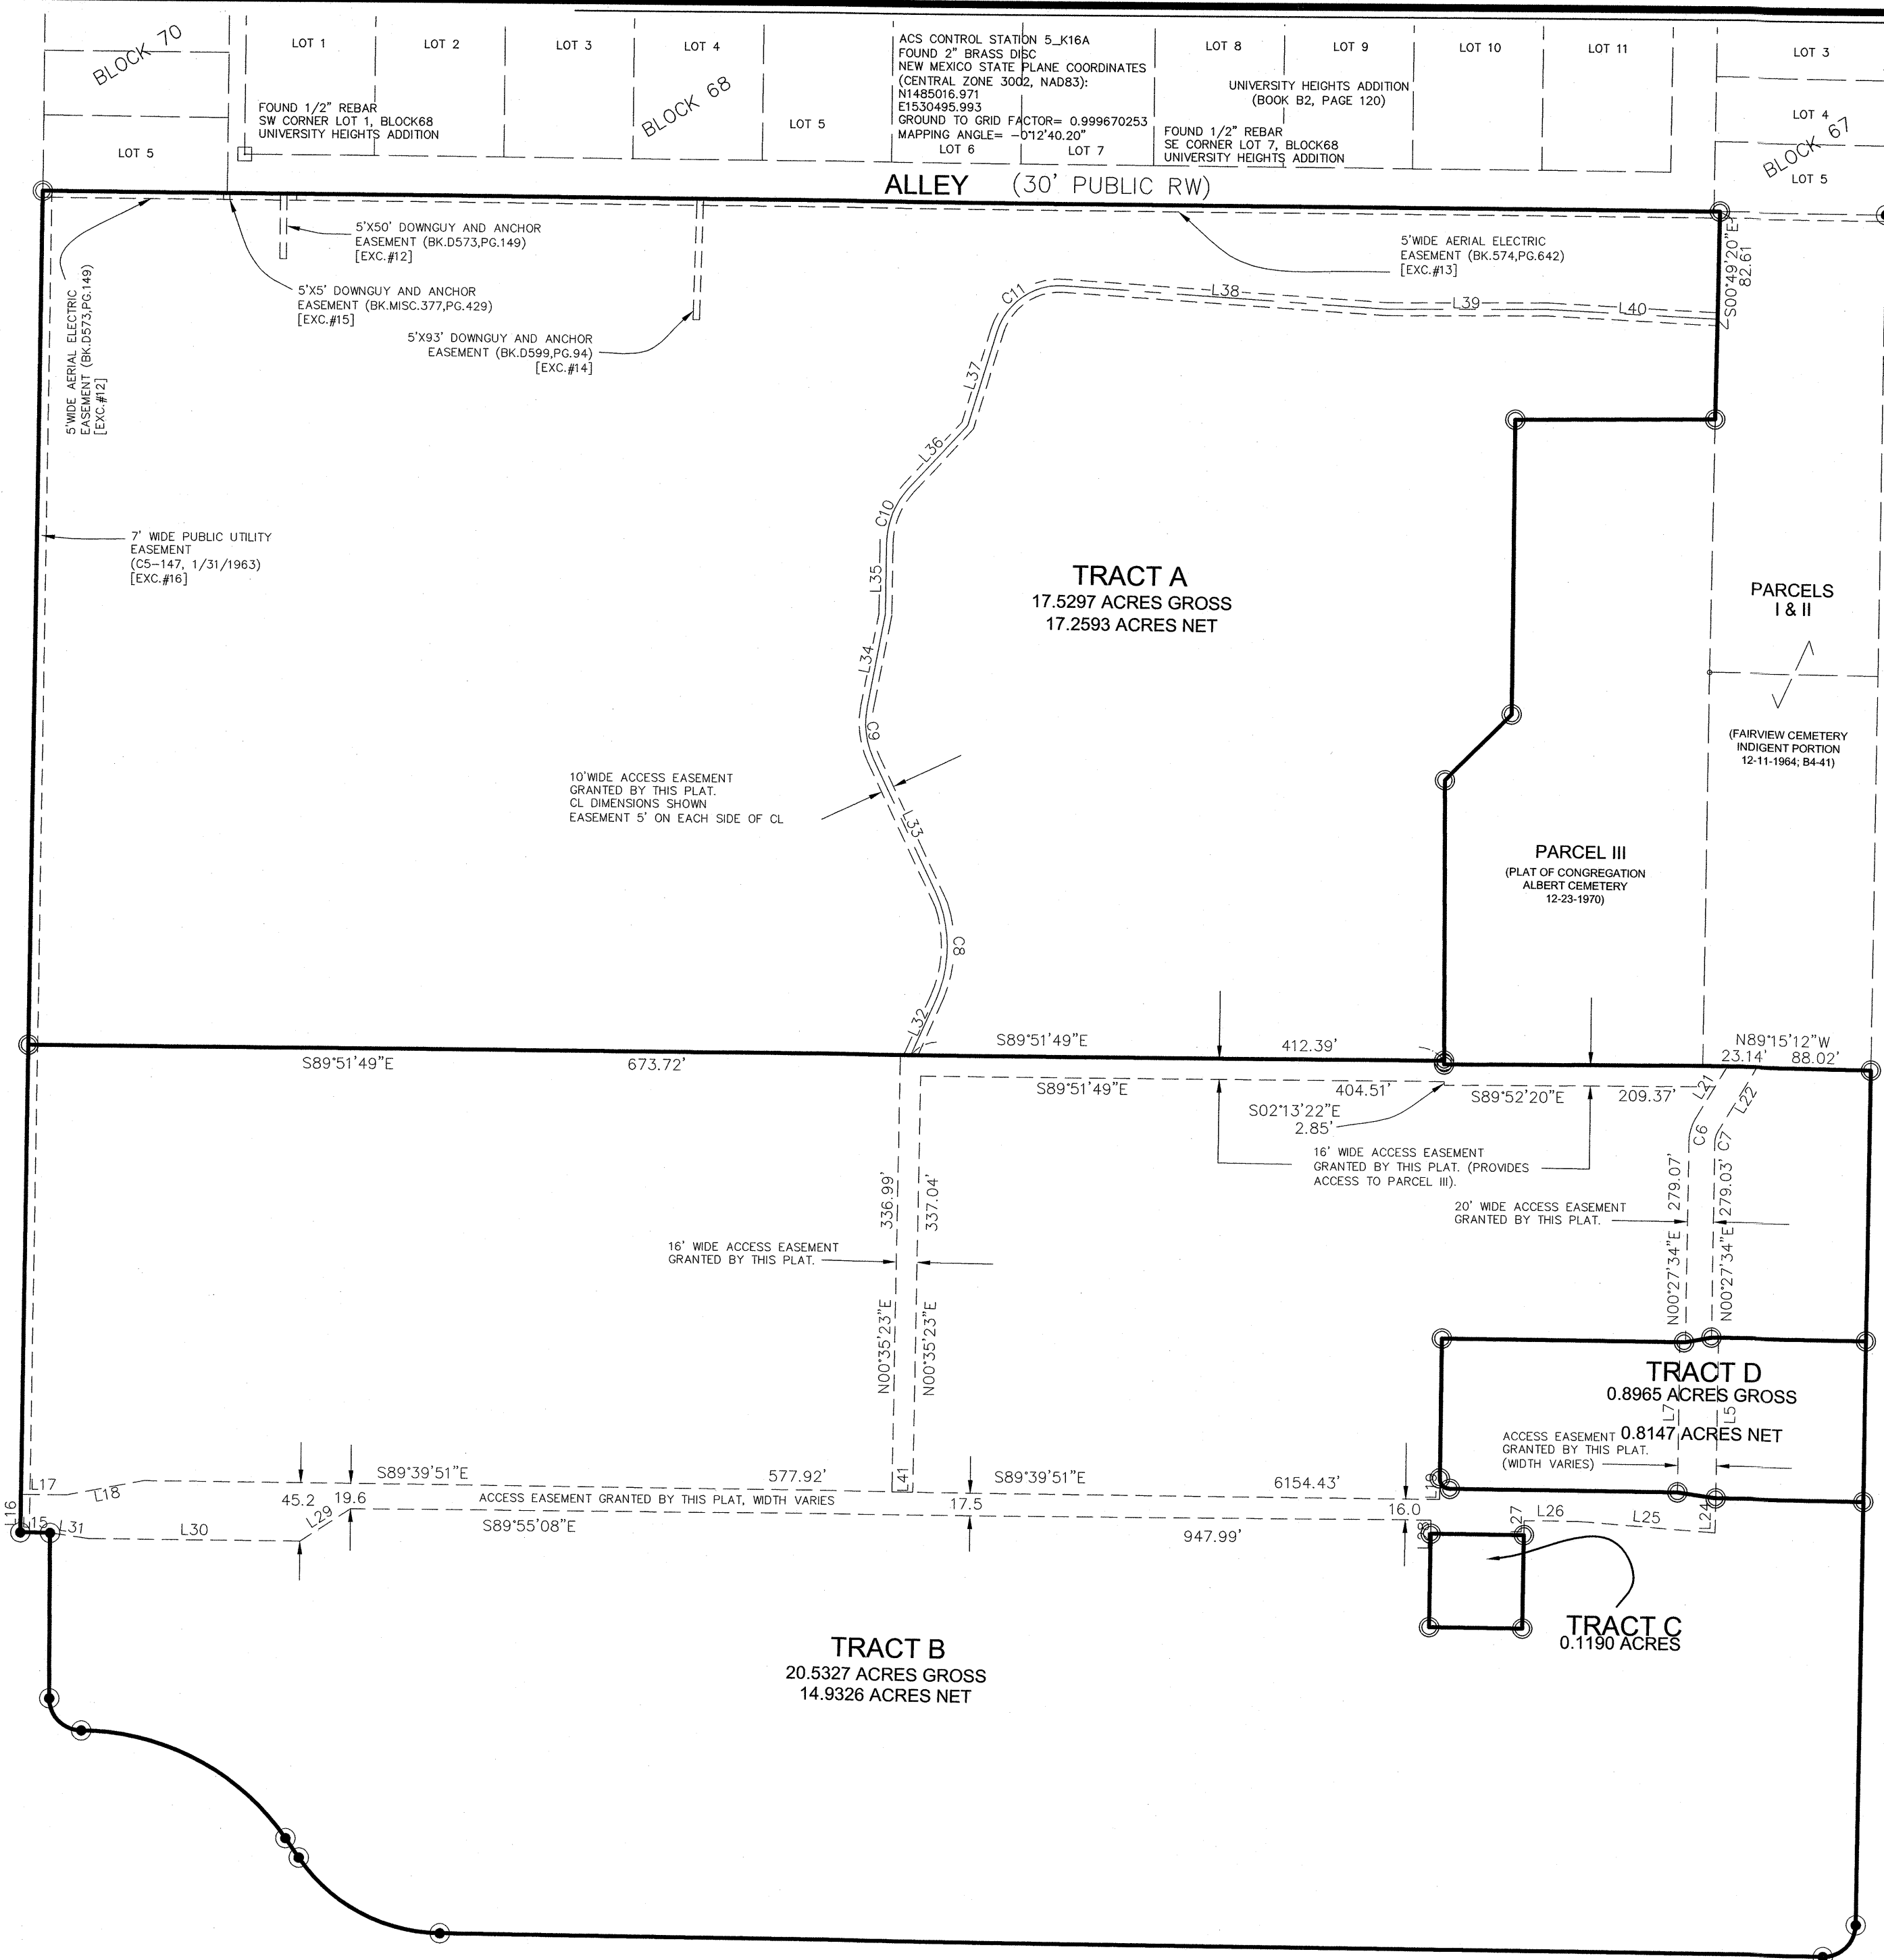 BLOCK 70
LOT 5
LOT 1
LOT 2
LOT 3
LOT 4
LOT 5
BLOCK 68
FOUND 1/2" REBAR
SW CORNER LOT 1, BLOCK68
UNIVERSITY HEIGHTS ADDITION
ACS CONTROL STATION 5_K16A
FOUND 2" BRASS DISC
NEW MEXICO STATE PLANE COORDINATES
(CENTRAL ZONE 3002, NAD83):
N1485016.971
E1530495.993
GROUND TO GRID FACTOR= 0.999670253
MAPPING ANGLE= -0°12'40.20"
LOT 6
LOT 7
LOT 8
LOT 9
LOT 10
LOT 11
UNIVERSITY HEIGHTS ADDITION
(BOOK B2, PAGE 120)
FOUND 1/2" REBAR
SE CORNER LOT 7, BLOCK68
UNIVERSITY HEIGHTS ADDITION
LOT 3
LOT 4
BLOCK 67
LOT 5
ALLEY (30' PUBLIC RW)
5'X50' DOWNGUY AND ANCHOR
EASEMENT (BK.D573,PG.149)
[EXC.#12]
5'X5' DOWNGUY AND ANCHOR
EASEMENT (BK.MISC.377,PG.429)
[EXC.#15]
5'X93' DOWNGUY AND ANCHOR
EASEMENT (BK.D599,PG.94)
[EXC.#14]
5'WIDE AERIAL ELECTRIC
EASEMENT (BK.D573,PG.149)
[EXC.#12]
5'WIDE AERIAL ELECTRIC
EASEMENT (BK.574,PG.642)
[EXC.#13]
S00°49'20"E
82.61
C11
L38
L39
L40
L37
L36
C10
L35
L34
C9
L33
C8
L32
7' WIDE PUBLIC UTILITY
EASEMENT
(C5-147, 1/31/1963)
[EXC.#16]
TRACT A
17.5297 ACRES GROSS
17.2593 ACRES NET
PARCELS
I & II
(FAIRVIEW CEMETERY
INDIGENT PORTION
12-11-1964; B4-41)
10'WIDE ACCESS EASEMENT
GRANTED BY THIS PLAT.
CL DIMENSIONS SHOWN
EASEMENT 5' ON EACH SIDE OF CL
PARCEL III
(PLAT OF CONGREGATION
ALBERT CEMETERY
12-23-1970)
S89°51'49"E
673.72'
S89°51'49"E
412.39'
N89°15'12"W
23.14'
88.02'
S89°51'49"E
404.51'
S02°13'22"E
2.85'
S89°52'20"E
209.37'
L21
L22
C6
C7
16' WIDE ACCESS EASEMENT
GRANTED BY THIS PLAT. (PROVIDES
ACCESS TO PARCEL III).
20' WIDE ACCESS EASEMENT
GRANTED BY THIS PLAT.
N00°27'34"E 279.07'
N00°27'34"E 279.03'
16' WIDE ACCESS EASEMENT
GRANTED BY THIS PLAT.
336.99'
337.04'
N00°35'23"E
N00°35'23"E
TRACT D
0.8965 ACRES GROSS
0.8147 ACRES NET
L7
L5
ACCESS EASEMENT
GRANTED BY THIS PLAT.
(WIDTH VARIES)
L17
L18
L16
L15
L31
L30
L29
45.2
19.6
S89°39'51"E
577.92'
L41
S89°39'51"E
6154.43'
ACCESS EASEMENT GRANTED BY THIS PLAT, WIDTH VARIES
17.5
16.0
S89°55'08"E
947.99'
L27
L26
L25
L24
TRACT C
0.1190 ACRES
TRACT B
20.5327 ACRES GROSS
14.9326 ACRES NET